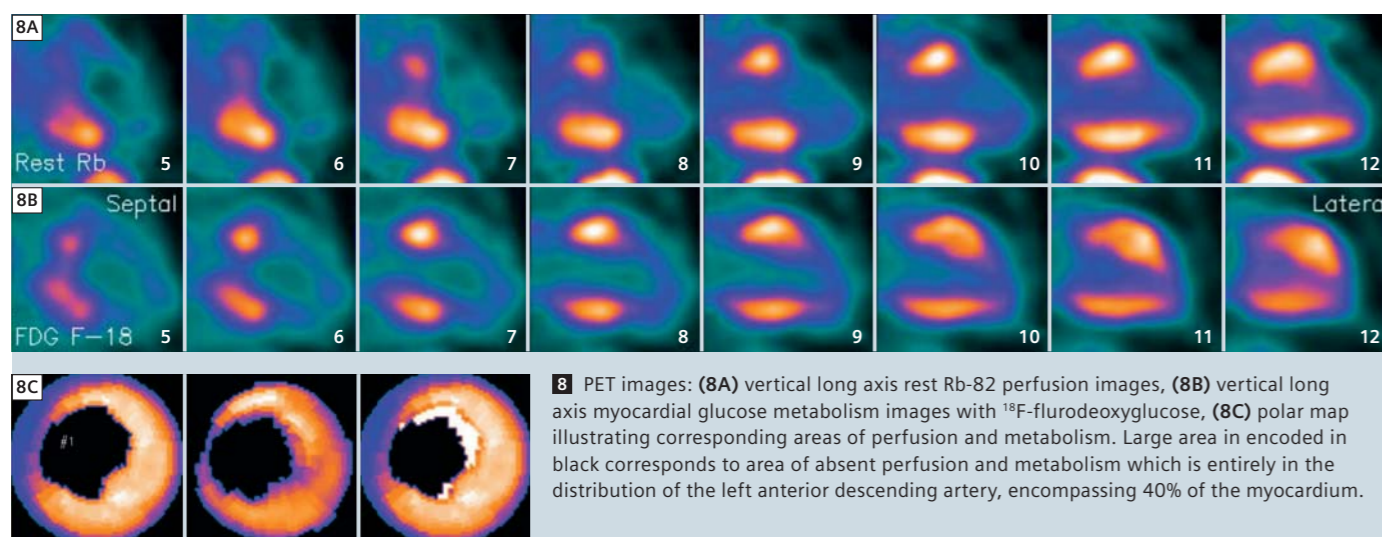 8A
Rest Rb 5 6 7 8 9 10 11 12
8B Septal Latera
FDG F-18 5 6 7 8 9 10 11 12
8C
#1
8 PET images: (8A) vertical long axis rest Rb-82 perfusion images, (8B) vertical long
axis myocardial glucose metabolism images with ¹⁸F-flurodeoxyglucose, (8C) polar map
illustrating corresponding areas of perfusion and metabolism. Large area in encoded in
black corresponds to area of absent perfusion and metabolism which is entirely in the
distribution of the left anterior descending artery, encompassing 40% of the myocardium.